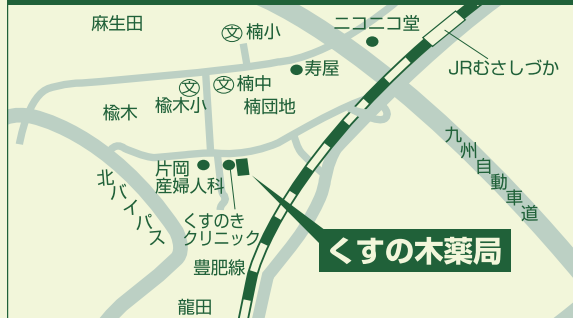 麻生田
文 楠小
ニコニコ堂
寿屋
JRむさしづか
文 楡木小
文 楠中
楡木
楠団地
九州自動車道
片岡
産婦人科
北バイパス
くすのき
クリニック
くすの木薬局
豊肥線
龍田